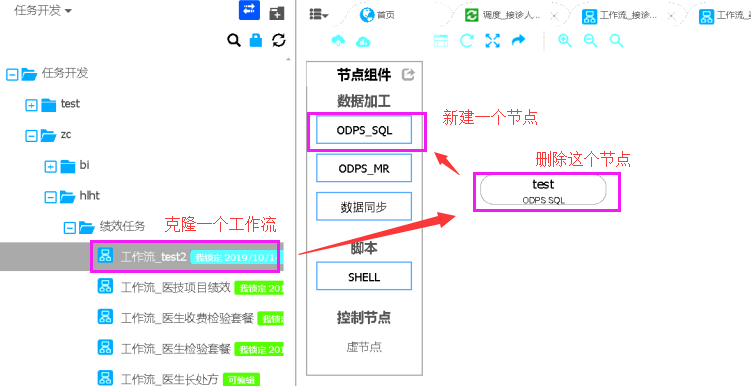 任务开发
首页
调度_接诊人...
工作流_接诊...
工作流_
任务开发
test
zc
bi
hlht
绩效任务
克隆一个工作流
工作流_test2 我锁定 2019/10/14
工作流_医技项目绩效 我锁定 201
工作流_医生收费检验套餐 我锁定
工作流_医生检验套餐 我锁定 201
工作流_医生长处方 可编辑
节点组件
数据加工
ODPS_SQL
ODPS_MR
数据同步
脚本
SHELL
控制节点
虚节点
新建一个节点
删除这个节点
test
ODPS SQL